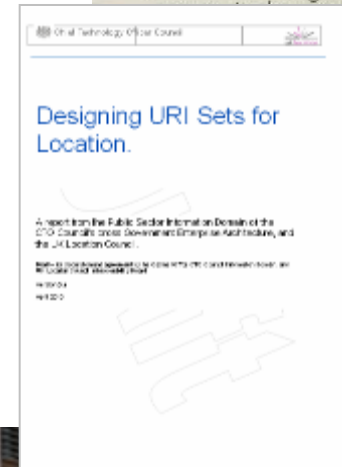 Chief Technology Officer Council
Designing URI Sets for
Location.
A report from the Public Sector Information Domain of the
CTO Council's cross Government Enterprise Architecture, and
the UK Location Council.